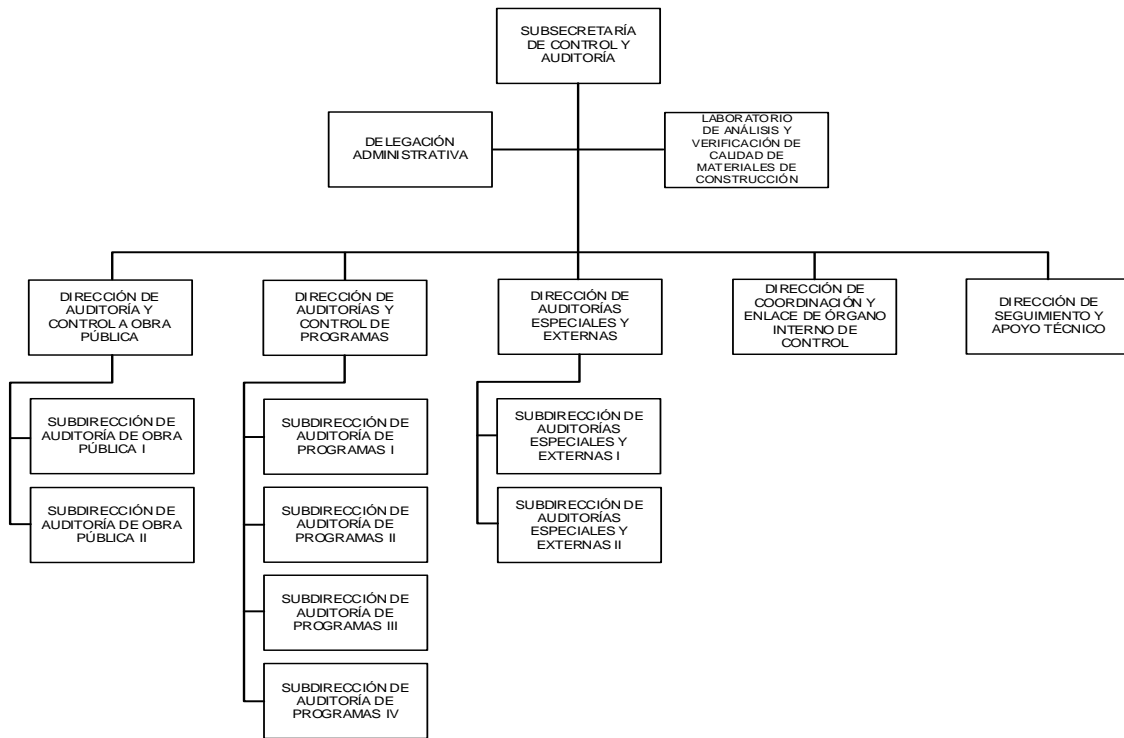 SUBSECRETARÍA
DE CONTROL Y
AUDITORÍA
DELEGACIÓN
ADMINISTRATIVA
LABORATORIO
DE ANÁLISIS Y
VERIFICACIÓN DE
CALIDAD DE
MATERIALES DE
CONSTRUCCIÓN
DIRECCIÓN DE
AUDITORÍA Y
CONTROL A OBRA
PÚBLICA
DIRECCIÓN DE
AUDITORÍAS Y
CONTROL DE
PROGRAMAS
DIRECCIÓN DE
AUDITORÍAS
ESPECIALES Y
EXTERNAS
DIRECCIÓN DE
COORDINACIÓN Y
ENLACE DE ÓRGANO
INTERNO DE
CONTROL
DIRECCIÓN DE
SEGUIMIENTO Y
APOYO TÉCNICO
SUBDIRECCIÓN DE
AUDITORÍA DE OBRA
PÚBLICA I
SUBDIRECCIÓN DE
AUDITORÍA DE OBRA
PÚBLICA II
SUBDIRECCIÓN DE
AUDITORÍA DE
PROGRAMAS I
SUBDIRECCIÓN DE
AUDITORÍA DE
PROGRAMAS II
SUBDIRECCIÓN DE
AUDITORÍA DE
PROGRAMAS III
SUBDIRECCIÓN DE
AUDITORÍA DE
PROGRAMAS IV
SUBDIRECCIÓN DE
AUDITORÍAS
ESPECIALES Y
EXTERNAS I
SUBDIRECCIÓN DE
AUDITORÍAS
ESPECIALES Y
EXTERNAS II